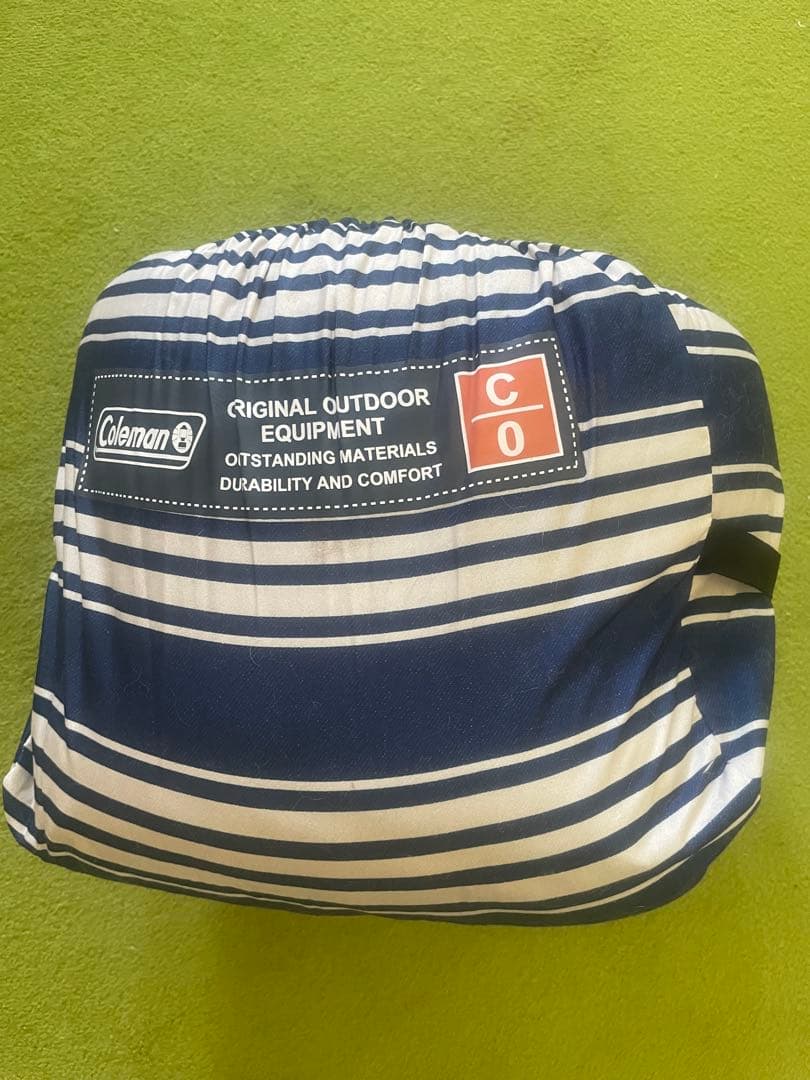 Coleman
ORIGINAL OUTDOOR
EQUIPMENT
OUTSTANDING MATERIALS
DURABILITY AND COMFORT
C
0